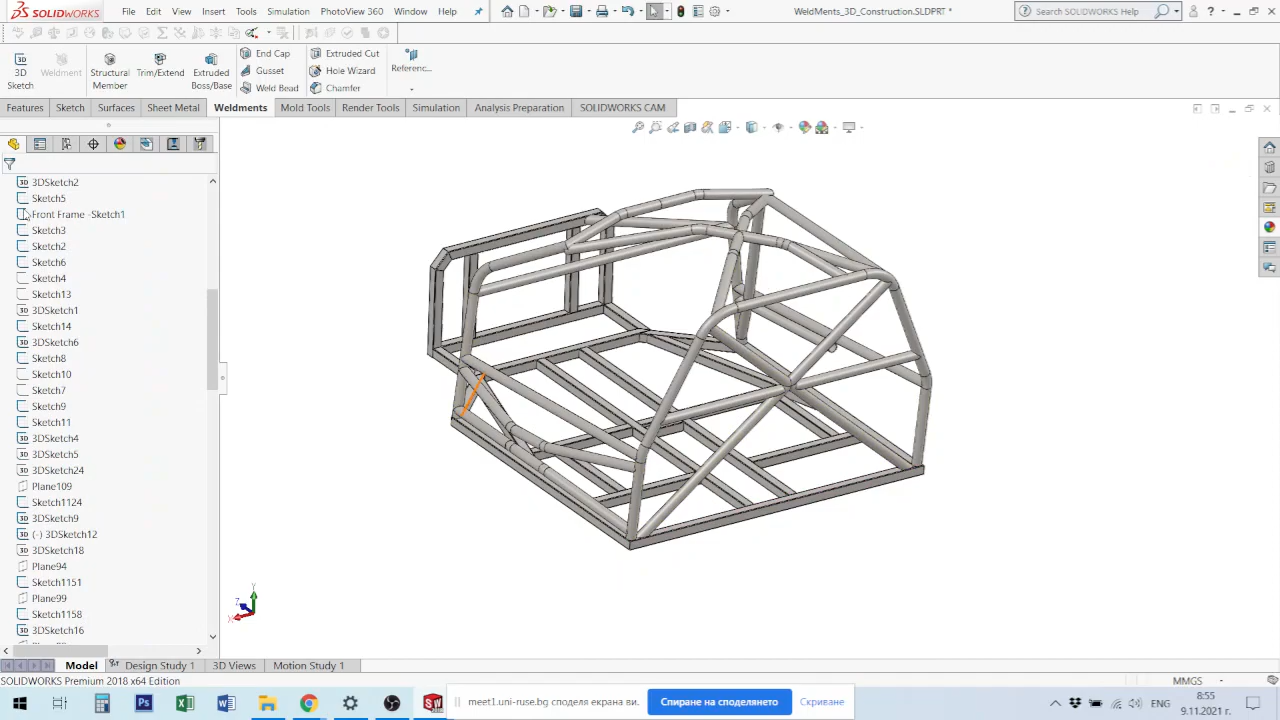 SOLIDWORKS File Edit View Insert Tools Simulation PhotoView 360 Window Help WeldMents_3D_Construction.SLDPRT * Search SOLIDWORKS Help
3D Sketch
Weldment
Structural Member
Trim/Extend
Extruded Boss/Base
End Cap
Gusset
Weld Bead
Extruded Cut
Hole Wizard
Chamfer
Referenc...
Features Sketch Surfaces Sheet Metal Weldments Mold Tools Render Tools Simulation Analysis Preparation SOLIDWORKS CAM
3DSketch2
Sketch5
Front Frame -Sketch1
Sketch3
Sketch2
Sketch6
Sketch4
Sketch13
3DSketch1
Sketch14
3DSketch6
Sketch8
Sketch10
Sketch7
Sketch9
Sketch11
3DSketch4
3DSketch5
3DSketch24
Plane109
Sketch1124
3DSketch9
(-) 3DSketch12
3DSketch18
Plane94
Sketch1151
Plane99
Sketch1158
3DSketch16
Y
Z
X
Model Design Study 1 3D Views Motion Study 1
SOLIDWORKS Premium 2018 x64 Edition MMGS
meet1.uni-ruse.bg споделя екрана ви. Спиране на споделянето Скриване
ENG 8:55
9.11.2021 г.